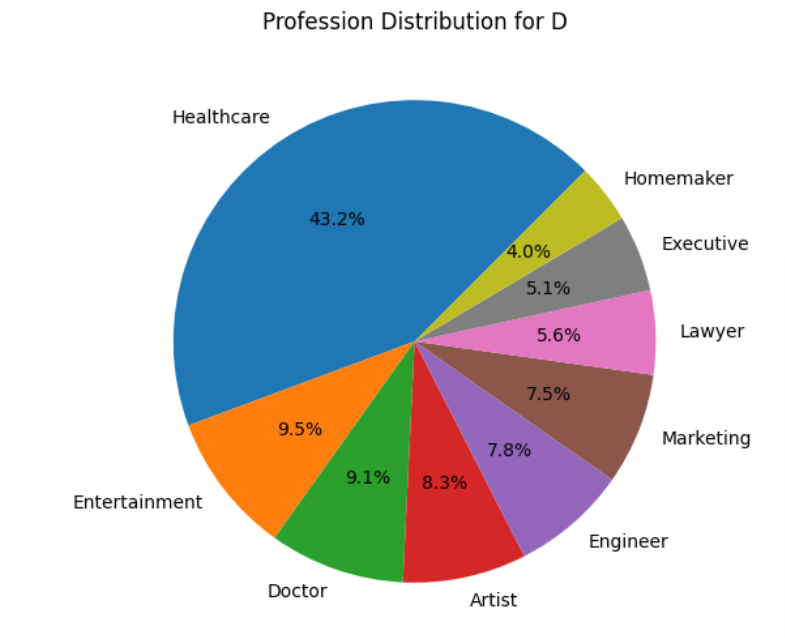 Profession Distribution for D
Healthcare
43.2%
Homemaker
4.0%
Executive
5.1%
Lawyer
5.6%
Marketing
7.5%
Engineer
7.8%
Artist
8.3%
Doctor
9.1%
Entertainment
9.5%